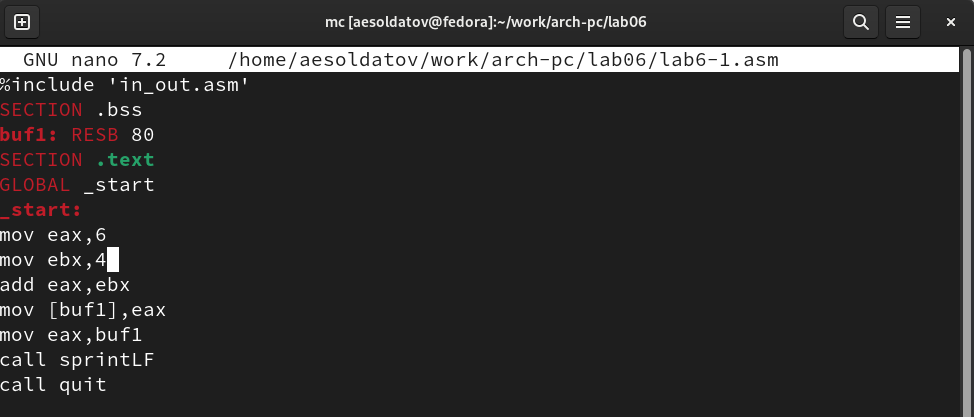 mc [aesoldatov@fedora]:~/work/arch-pc/lab06
GNU nano 7.2 /home/aesoldatov/work/arch-pc/lab06/lab6-1.asm
%include 'in_out.asm'
SECTION .bss
buf1: RESB 80
SECTION .text
GLOBAL _start
_start:
mov eax,6
mov ebx,4
add eax,ebx
mov [buf1],eax
mov eax,buf1
call sprintLF
call quit